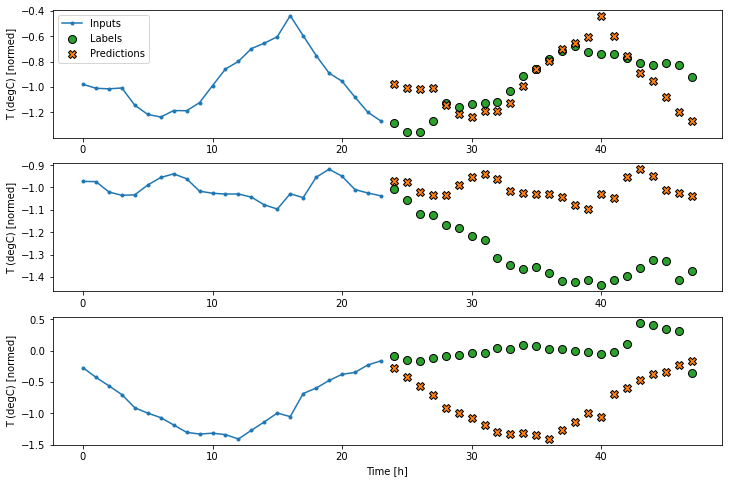 −0.4
−0.6
−0.8
−1.0
−1.2
T (degC) [normed]
Inputs
Labels
Predictions
0 10 20 30 40
−0.9
−1.0
−1.1
−1.2
−1.3
−1.4
T (degC) [normed]
0 10 20 30 40
0.5
0.0
−0.5
−1.0
−1.5
T (degC) [normed]
0 10 20 30 40
Time [h]